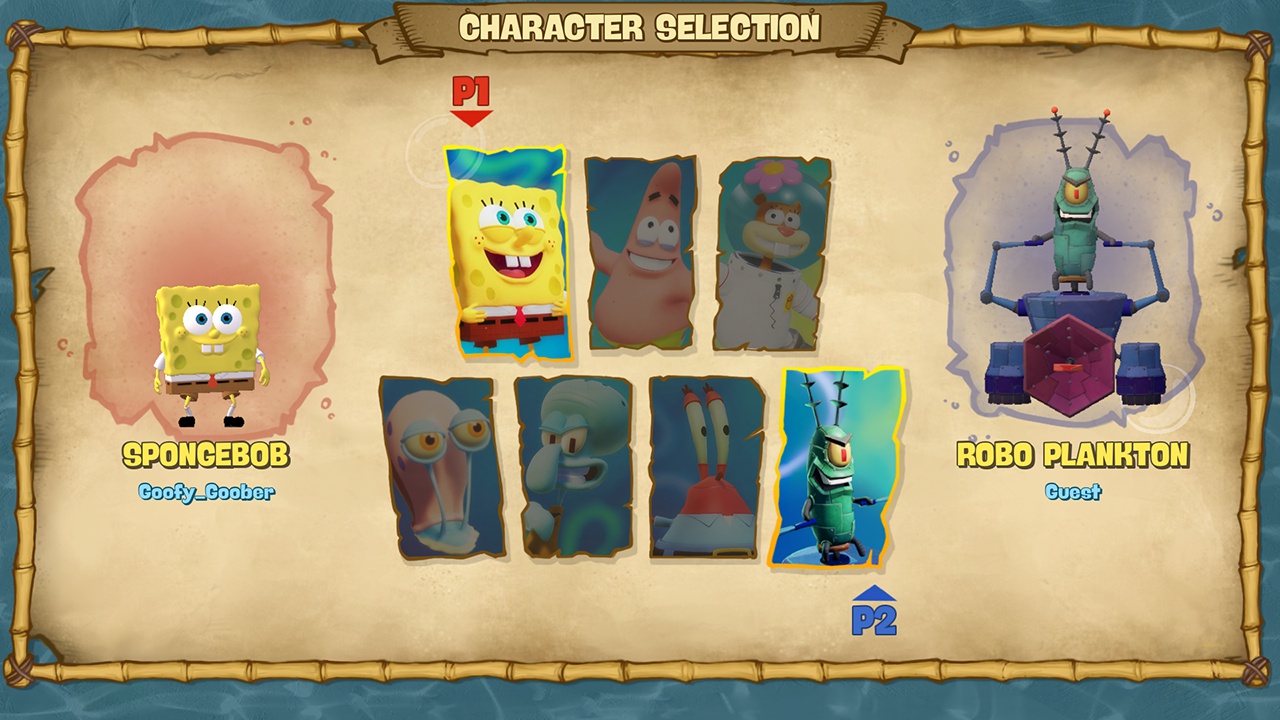 CHARACTER SELECTION
P1
SPONGEBOB
Goofy_Goober
ROBO PLANKTON
Guest
P2